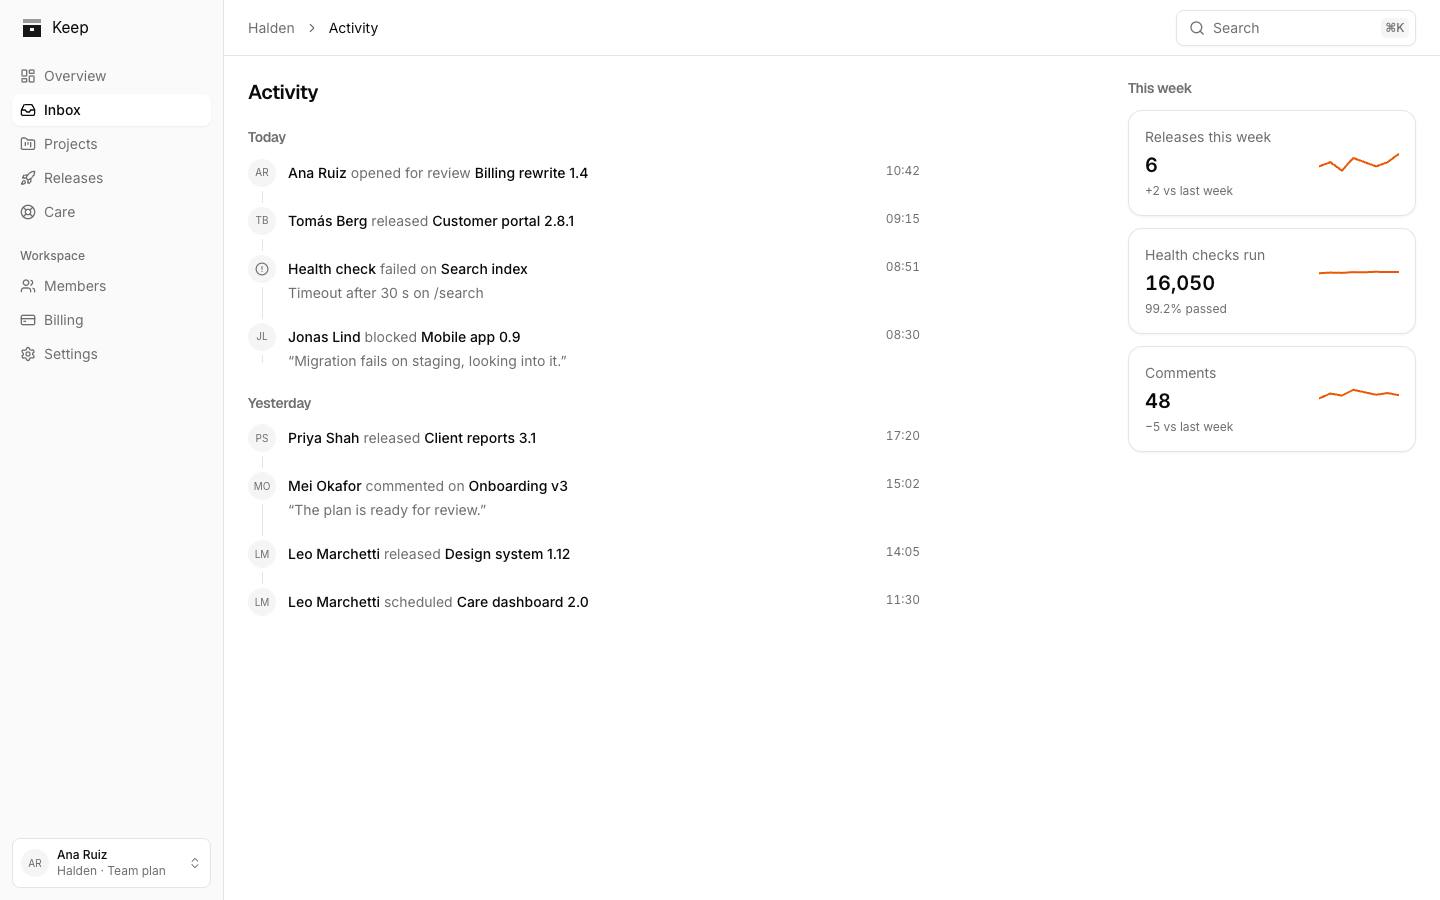 Keep
Overview
Inbox
Projects
Releases
Care
Workspace
Members
Billing
Settings
AR
Ana Ruiz
Halden · Team plan
Halden
Activity
Search
⌘K
Activity
Today
AR
Ana Ruiz opened for review Billing rewrite 1.4
10:42
TB
Tomás Berg released Customer portal 2.8.1
09:15
Health check failed on Search index
08:51
Timeout after 30 s on /search
JL
Jonas Lind blocked Mobile app 0.9
08:30
“Migration fails on staging, looking into it.”
Yesterday
PS
Priya Shah released Client reports 3.1
17:20
MO
Mei Okafor commented on Onboarding v3
15:02
“The plan is ready for review.”
LM
Leo Marchetti released Design system 1.12
14:05
LM
Leo Marchetti scheduled Care dashboard 2.0
11:30
This week
Releases this week
6
+2 vs last week
Health checks run
16,050
99.2% passed
Comments
48
−5 vs last week